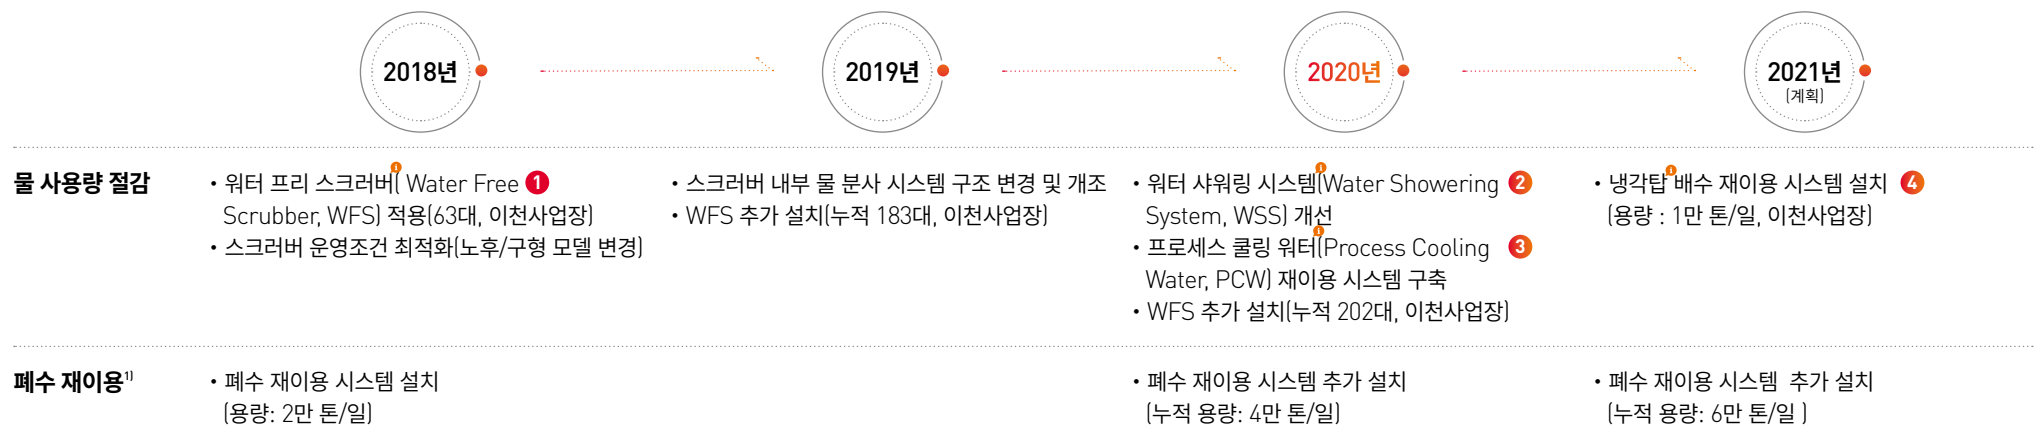 2018년
2019년
2020년
2021년
(계획)
물 사용량 절감
• 워터 프리 스크러버i( Water Free 1
Scrubber, WFS) 적용(63대, 이천사업장)
• 스크러버 운영조건 최적화(노후/구형 모델 변경)
• 스크러버 내부 물 분사 시스템 구조 변경 및 개조
• WFS 추가 설치(누적 183대, 이천사업장)
• 워터 샤워링 시스템i(Water Showering 2
System, WSS) 개선
• 프로세스 쿨링 워터i(Process Cooling 3
Water, PCW) 재이용 시스템 구축
• WFS 추가 설치(누적 202대, 이천사업장)
• 냉각탑i 배수 재이용 시스템 설치 4
(용량 : 1만 톤/일, 이천사업장)
폐수 재이용1)
• 폐수 재이용 시스템 설치
(용량: 2만 톤/일)
• 폐수 재이용 시스템 추가 설치
(누적 용량: 4만 톤/일)
• 폐수 재이용 시스템 추가 설치
(누적 용량: 6만 톤/일 )